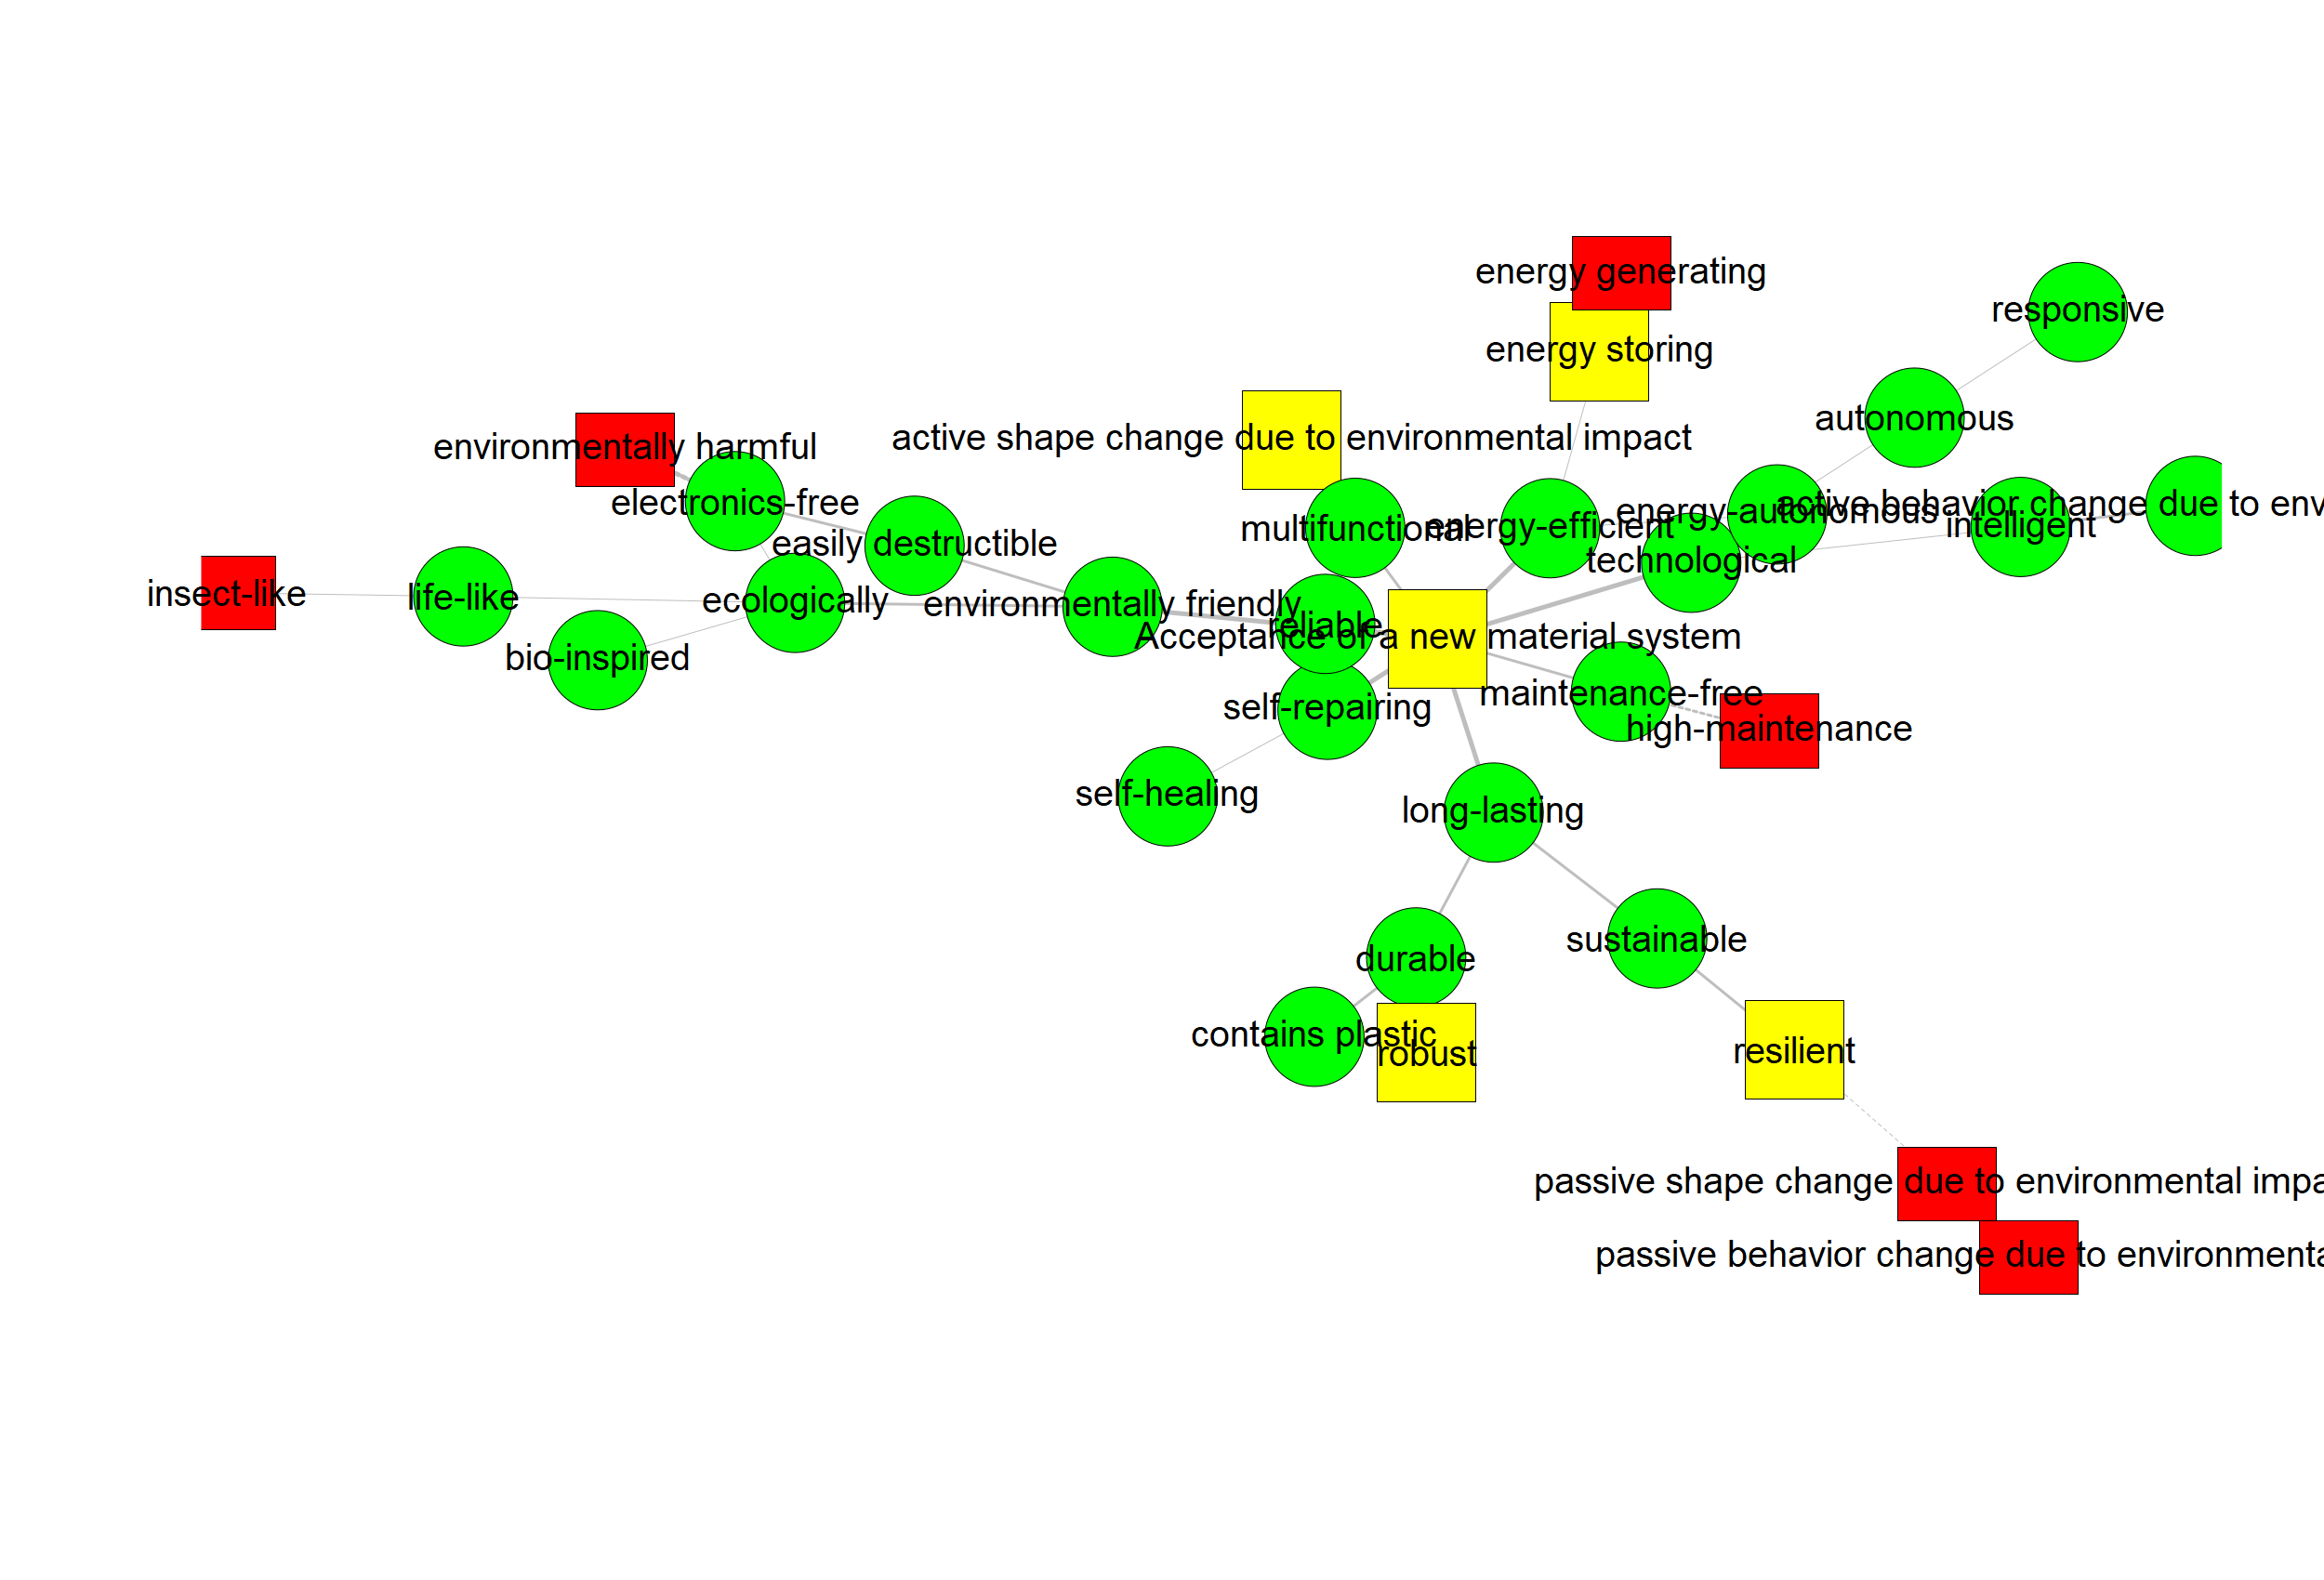 energy generating
responsive
energy storing
autonomous
active shape change due to environmental impact
environmentally harmful
electronics-free
active behavior change due to env
energy-autonomous
multifunctional
energy-efficient
intelligent
easily destructible
technological
insect-like
life-like
ecologically
environmentally friendly
reliable
Acceptance of a new material system
bio-inspired
maintenance-free
self-repairing
high-maintenance
self-healing
long-lasting
sustainable
durable
contains plastic
robust
resilient
passive shape change due to environmental impa
passive behavior change due to environmenta